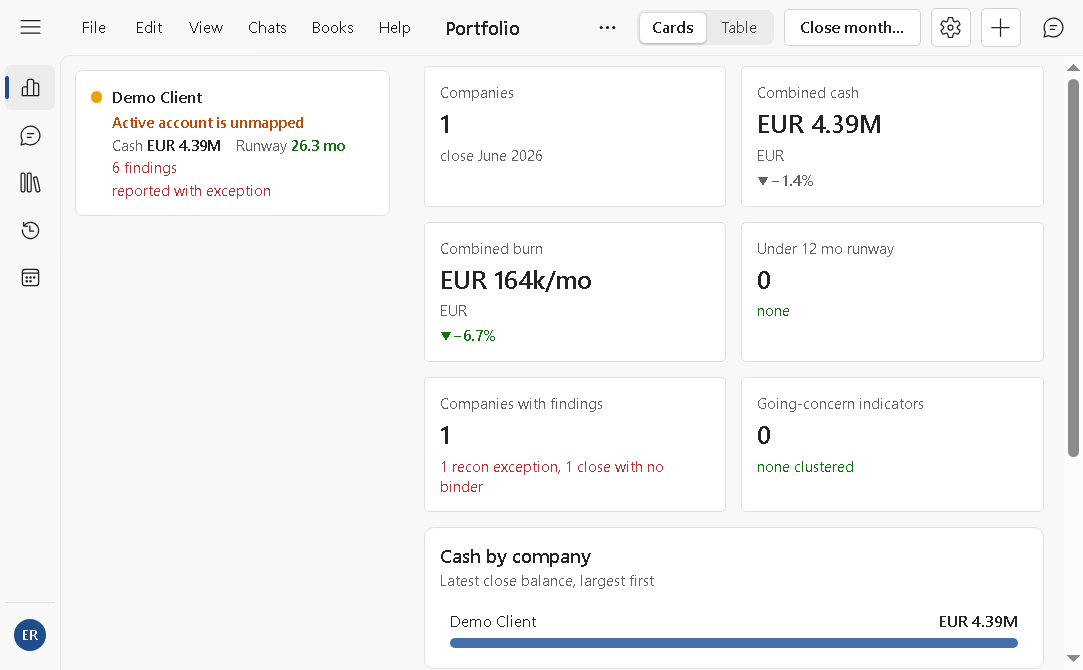 File Edit View Chats Books Help Portfolio ... Cards Table Close month...
Demo Client
Active account is unmapped
Cash EUR 4.39M Runway 26.3 mo
6 findings
reported with exception
Companies
1
close June 2026
Combined cash
EUR 4.39M
EUR
▼ −1.4%
Combined burn
EUR 164k/mo
EUR
▼ −6.7%
Under 12 mo runway
0
none
Companies with findings
1
1 recon exception, 1 close with no
binder
Going-concern indicators
0
none clustered
Cash by company
Latest close balance, largest first
Demo Client EUR 4.39M
ER